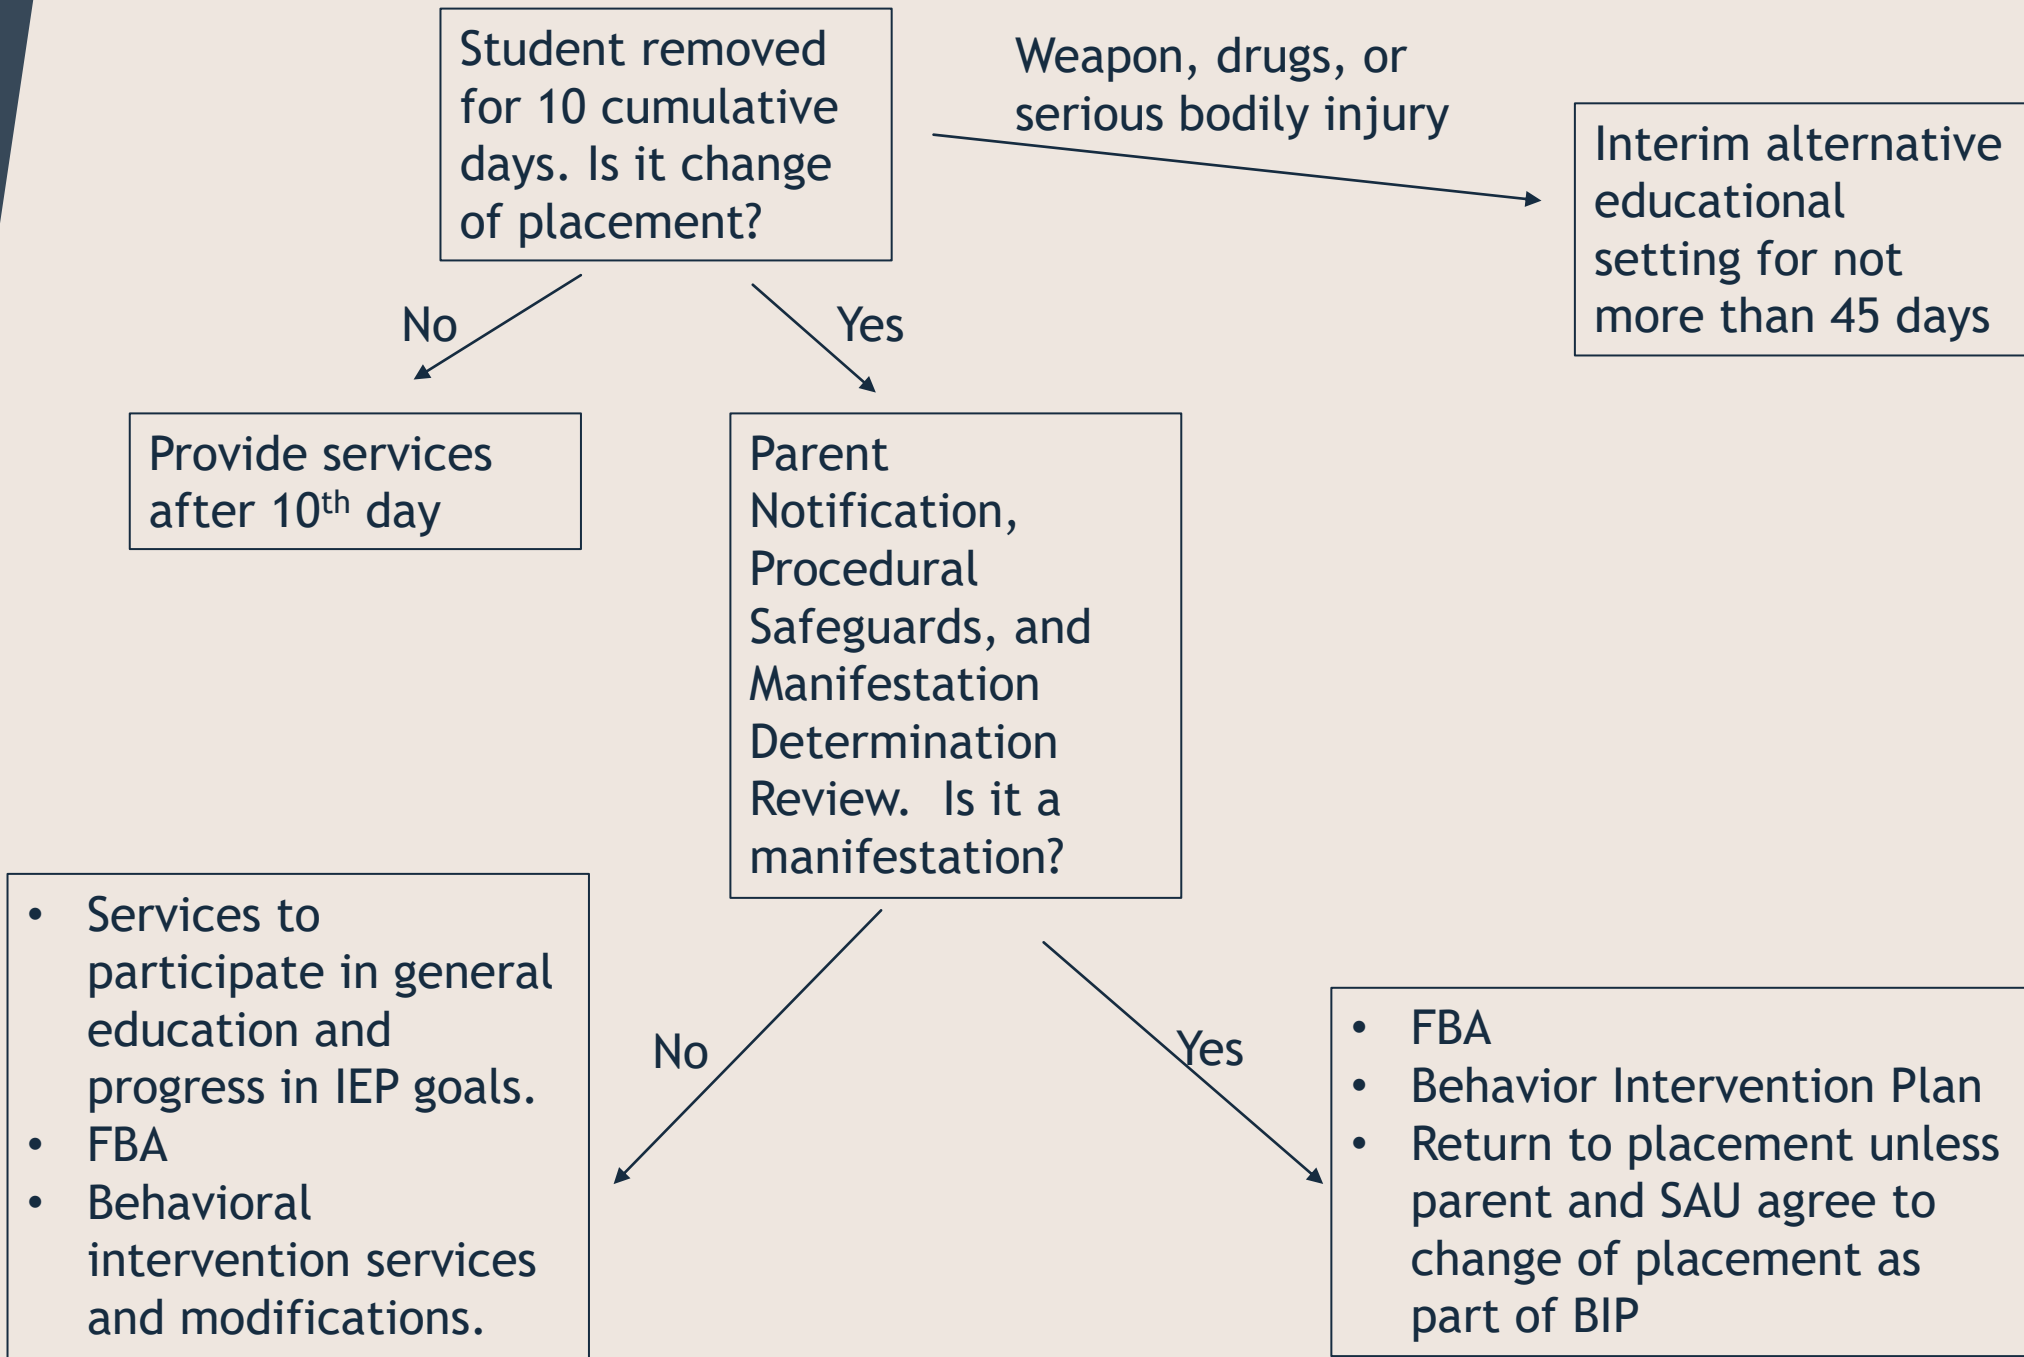 Student removed
for 10 cumulative
days. Is it change
of placement?
Weapon, drugs, or
serious bodily injury
Interim alternative
educational
setting for not
more than 45 days
No
Yes
Provide services
after 10th day
Parent
Notification,
Procedural
Safeguards, and
Manifestation
Determination
Review.  Is it a
manifestation?
No
Yes
• Services to
participate in general
education and
progress in IEP goals.
• FBA
• Behavioral
intervention services
and modifications.
• FBA
• Behavior Intervention Plan
• Return to placement unless
parent and SAU agree to
change of placement as
part of BIP